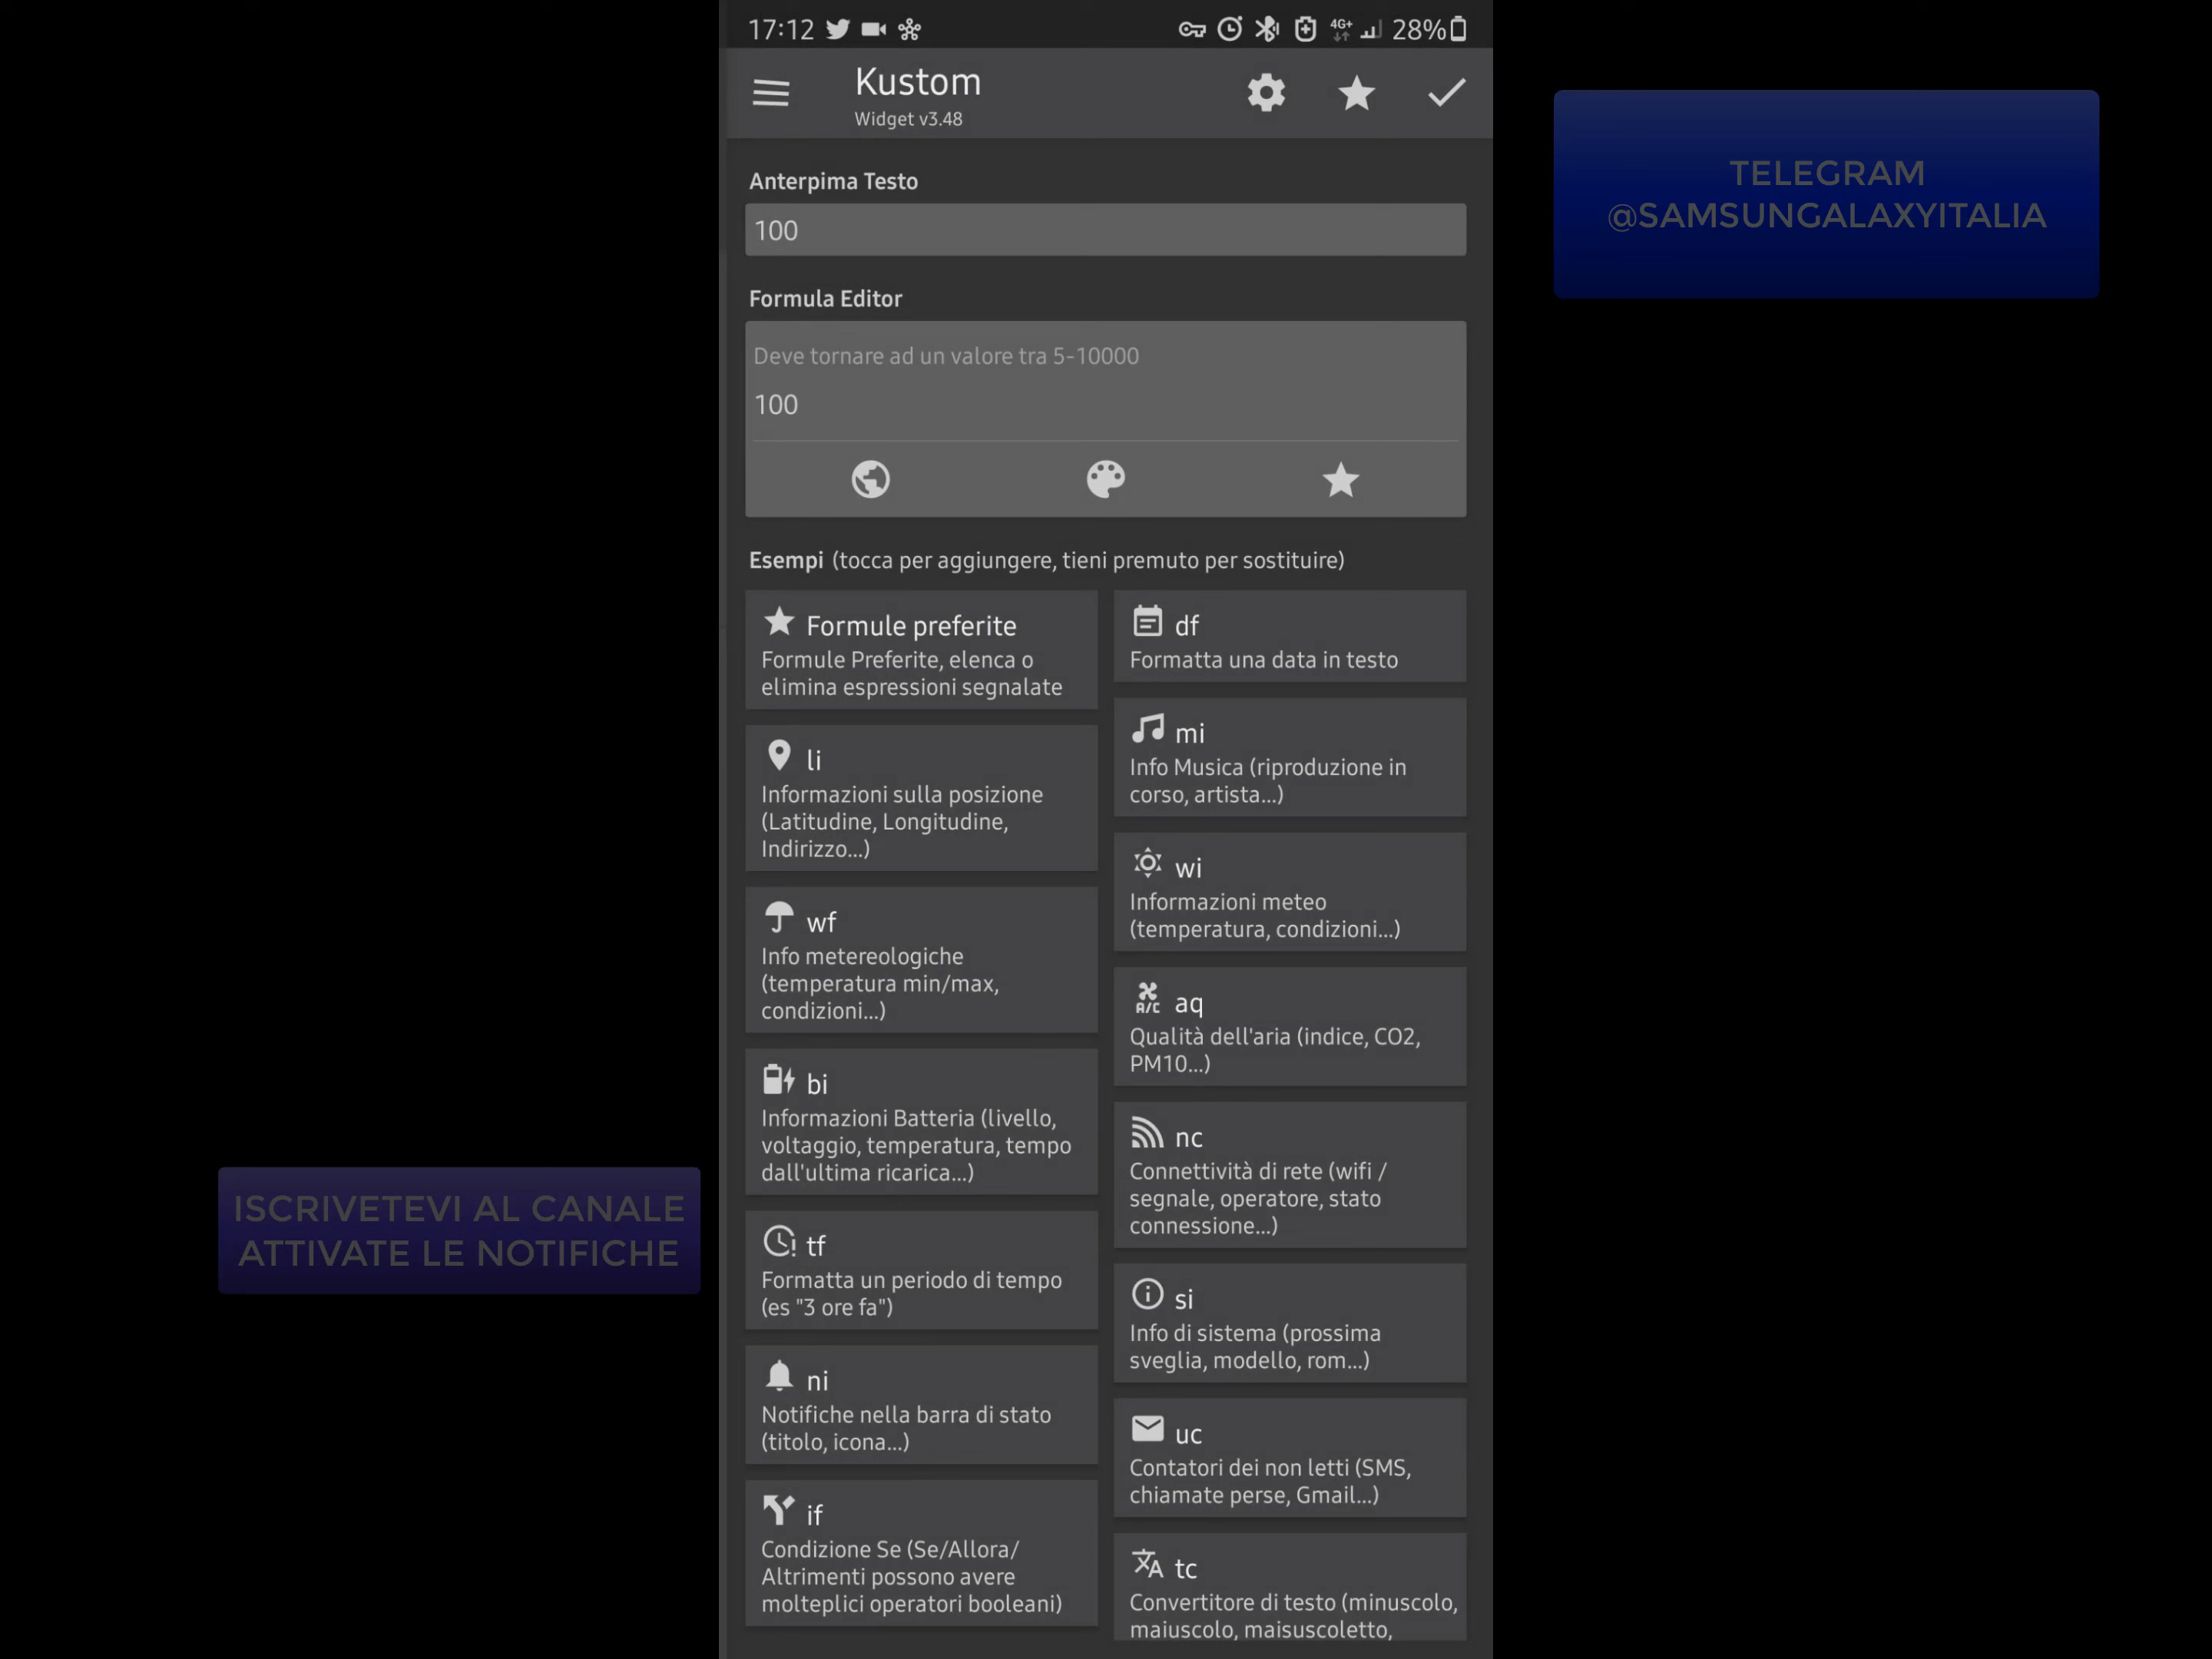 17:12
4G+
28%
Kustom
Widget v3.48
TELEGRAM
@SAMSUNGALAXYITALIA
Anterpima Testo
100
Formula Editor
Deve tornare ad un valore tra 5-10000
100
Esempi (tocca per aggiungere, tieni premuto per sostituire)
Formule preferite
Formule Preferite, elenca o
elimina espressioni segnalate
df
Formatta una data in testo
li
Informazioni sulla posizione
(Latitudine, Longitudine,
Indirizzo...)
mi
Info Musica (riproduzione in
corso, artista...)
wi
Informazioni meteo
(temperatura, condizioni...)
wf
Info metereologiche
(temperatura min/max,
condizioni...)
A/C aq
Qualità dell'aria (indice, CO2,
PM10...)
bi
Informazioni Batteria (livello,
voltaggio, temperatura, tempo
dall'ultima ricarica...)
nc
Connettività di rete (wifi /
segnale, operatore, stato
connessione...)
ISCRIVETEVI AL CANALE
ATTIVATE LE NOTIFICHE
tf
Formatta un periodo di tempo
(es "3 ore fa")
si
Info di sistema (prossima
sveglia, modello, rom...)
ni
Notifiche nella barra di stato
(titolo, icona...)
uc
Contatori dei non letti (SMS,
chiamate perse, Gmail...)
if
Condizione Se (Se/Allora/
Altrimenti possono avere
molteplici operatori booleani)
tc
Convertitore di testo (minuscolo,
maiuscolo, maisuscoletto,